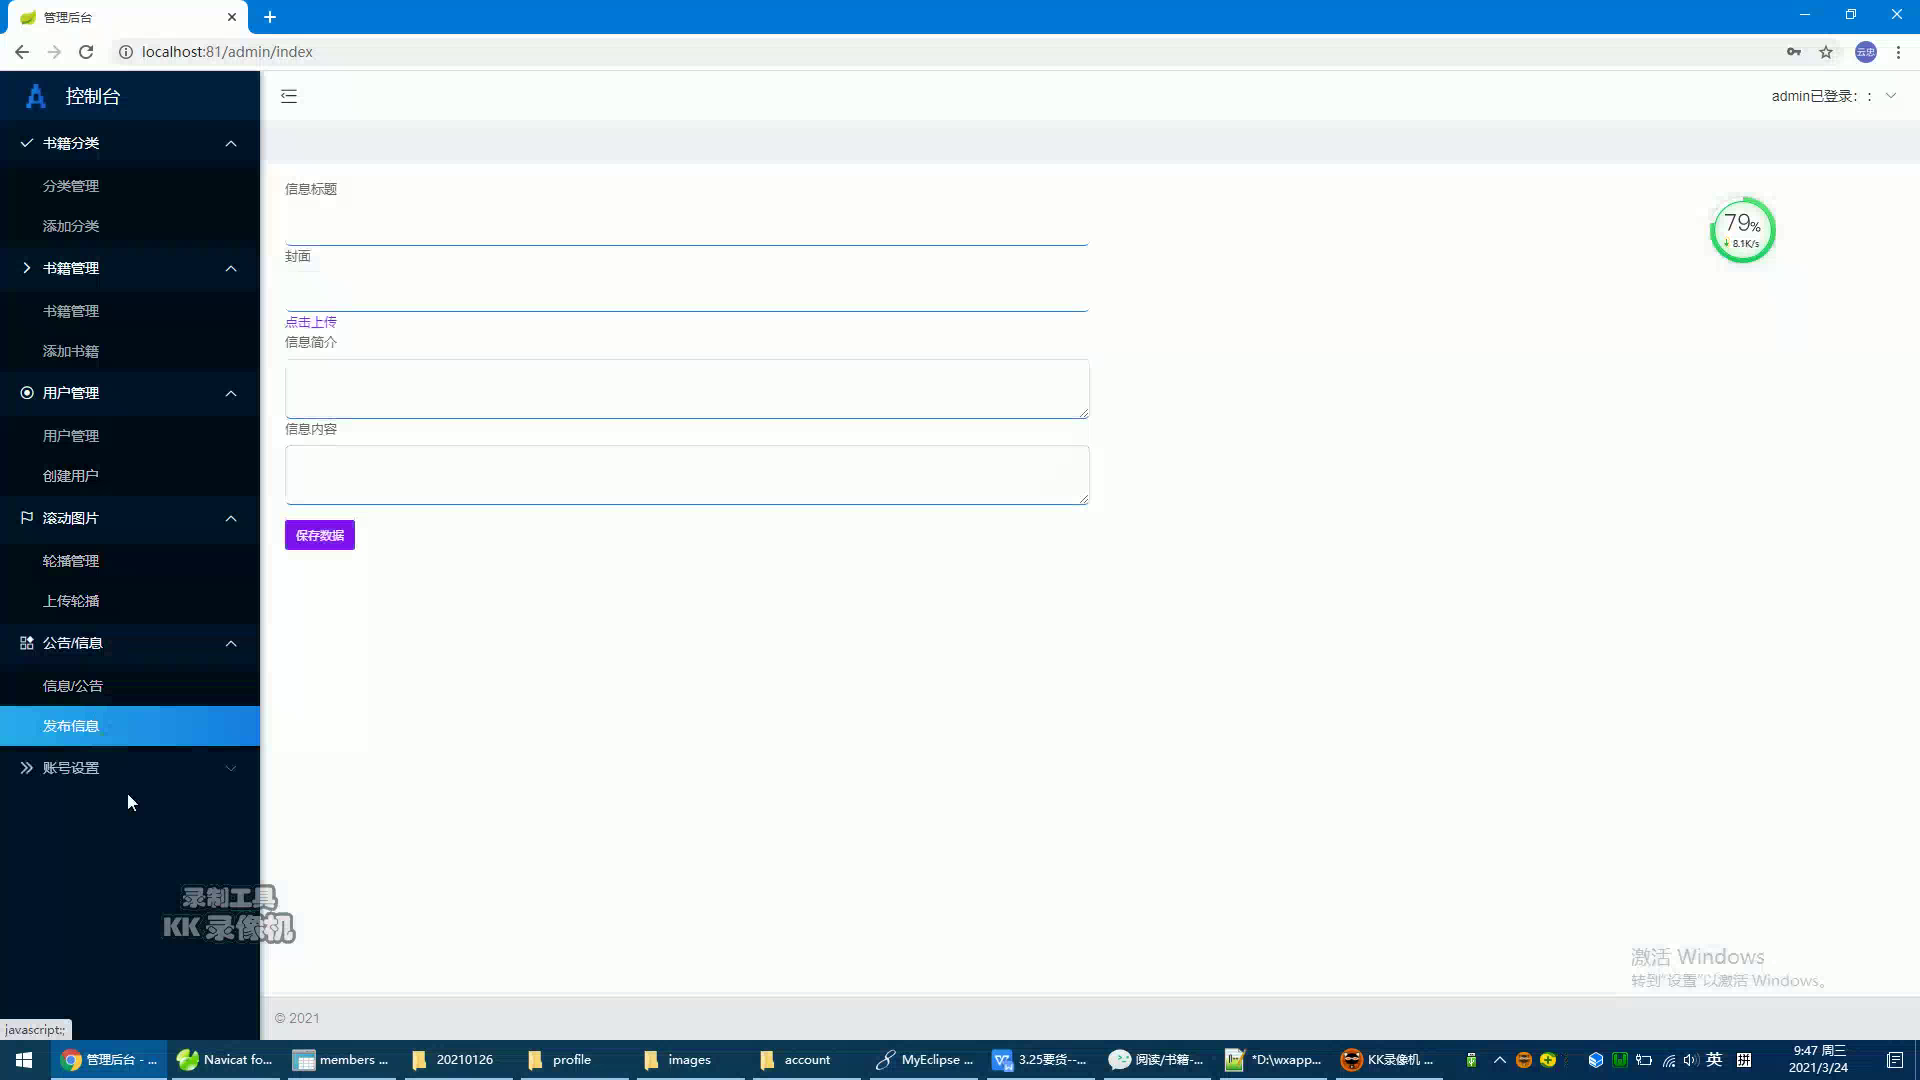 管理后台
localhost:81/admin/index
云忠
控制台
admin已登录: :
书籍分类
分类管理
添加分类
书籍管理
书籍管理
添加书籍
用户管理
用户管理
创建用户
滚动图片
轮播管理
上传轮播
公告/信息
信息/公告
发布信息
账号设置
信息标题
封面
点击上传
信息简介
信息内容
保存数据
79%
8.1K/s
录制工具
KK 录像机
激活 Windows
转到"设置"以激活 Windows。
© 2021
javascript:;
管理后台 - ...
Navicat fo...
members ...
20210126
profile
images
account
MyEclipse ...
3.25要货--...
阅读/书籍-...
*D:\wxapp...
KK录像机 ...
英
拼
9:47 周三
2021/3/24